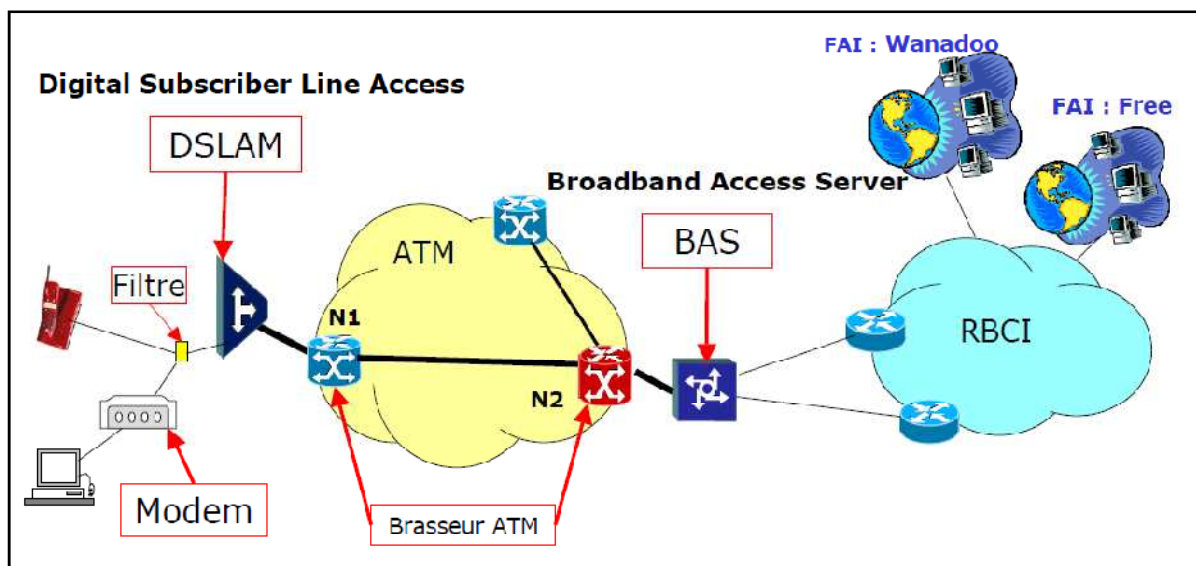 FAI : Wanadoo
Digital Subscriber Line Access
FAI : Free
DSLAM
Broadband Access Server
ATM
BAS
Filtre
N1
RBCI
N2
Modem
Brasseur ATM